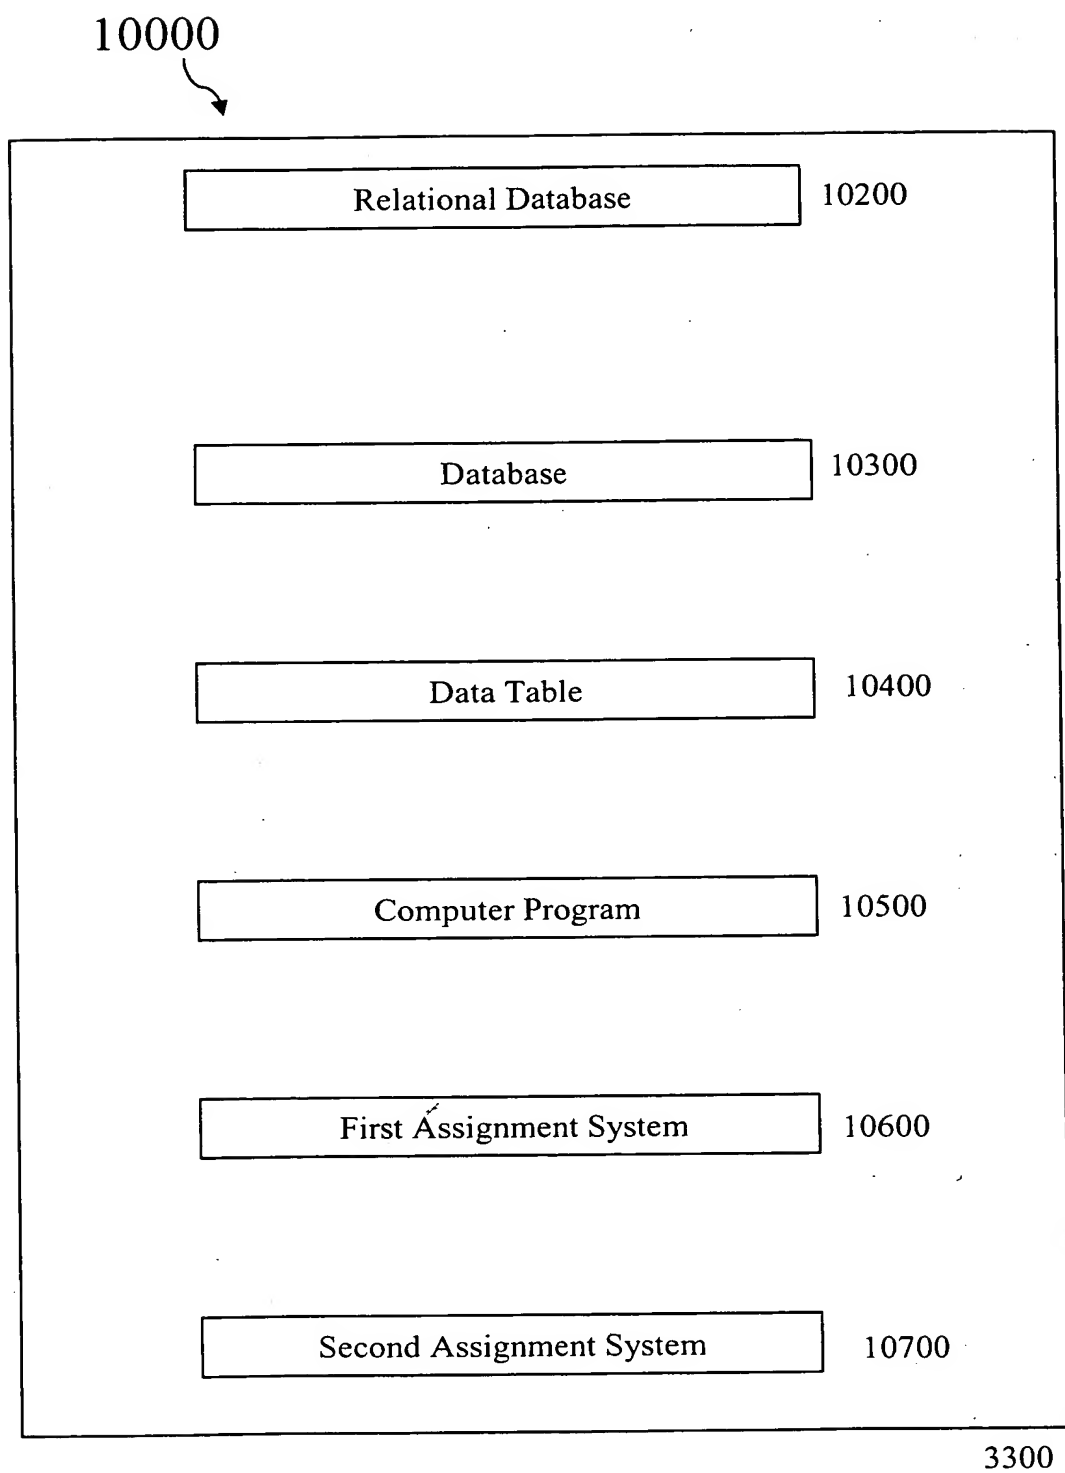 10000
Relational Database 10200
Database 10300
Data Table 10400
Computer Program 10500
First Assignment System 10600
Second Assignment System 10700
3300